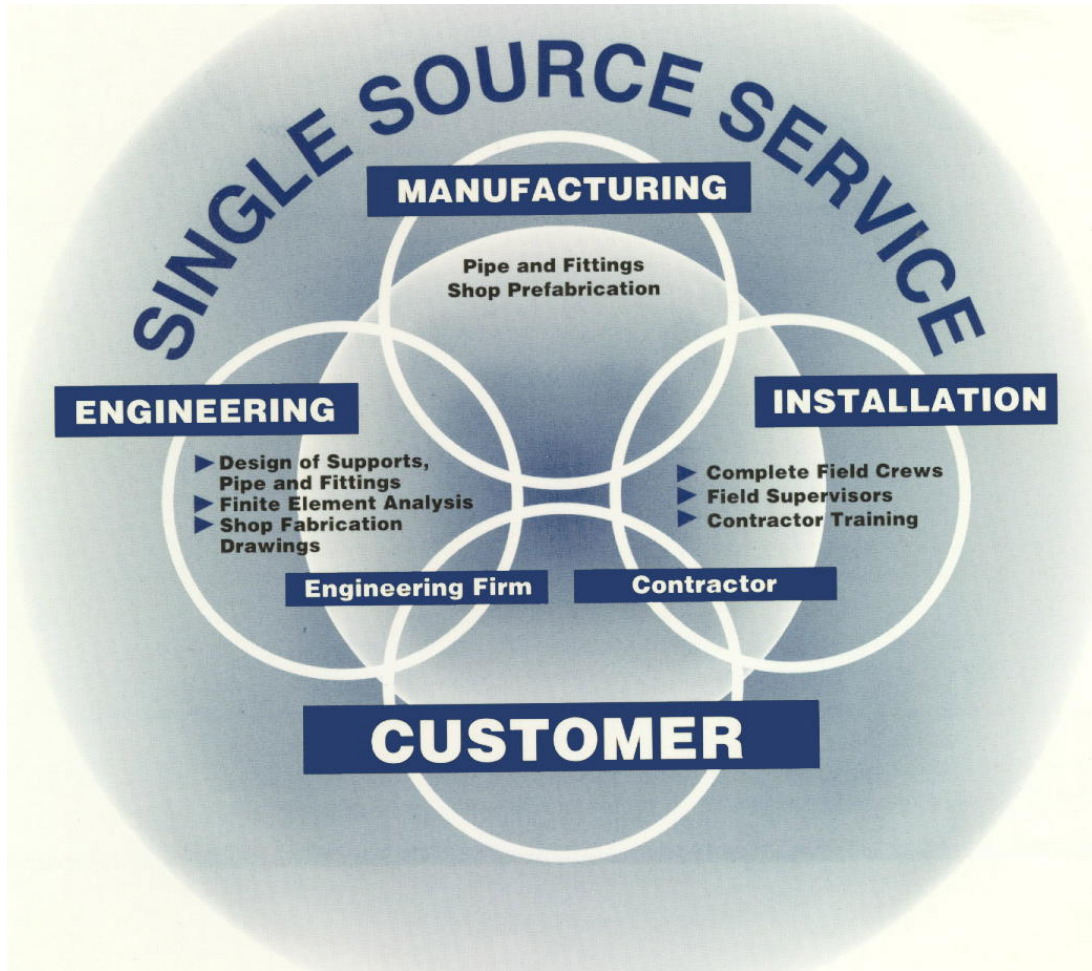 SINGLE SOURCE SERVICE
MANUFACTURING
Pipe and Fittings
Shop Prefabrication
ENGINEERING
Design of Supports,
Pipe and Fittings
Finite Element Analysis
Shop Fabrication
Drawings
INSTALLATION
Complete Field Crews
Field Supervisors
Contractor Training
Engineering Firm
Contractor
CUSTOMER